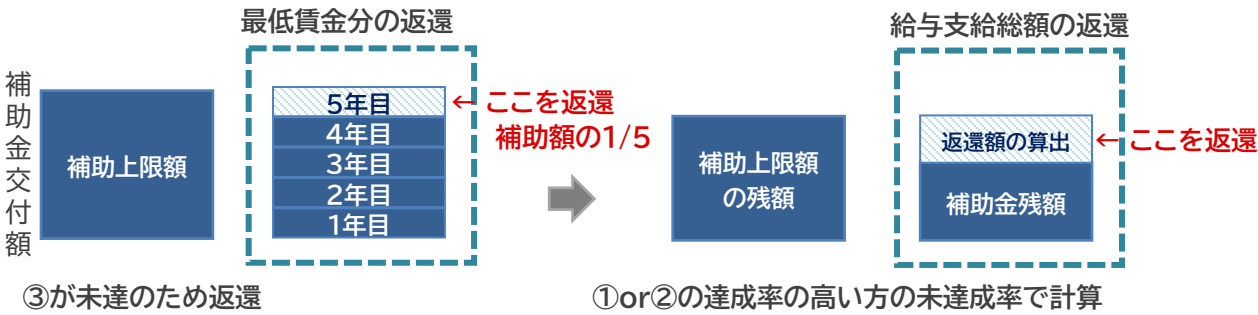 最低賃金分の返還
補助金交付額
補助上限額
5年目
4年目
3年目
2年目
1年目
← ここを返還
補助額の1/5
③が未達のため返還
給与支給総額の返還
補助上限額
の残額
返還額の算出
補助金残額
← ここを返還
①or②の達成率の高い方の未達成率で計算